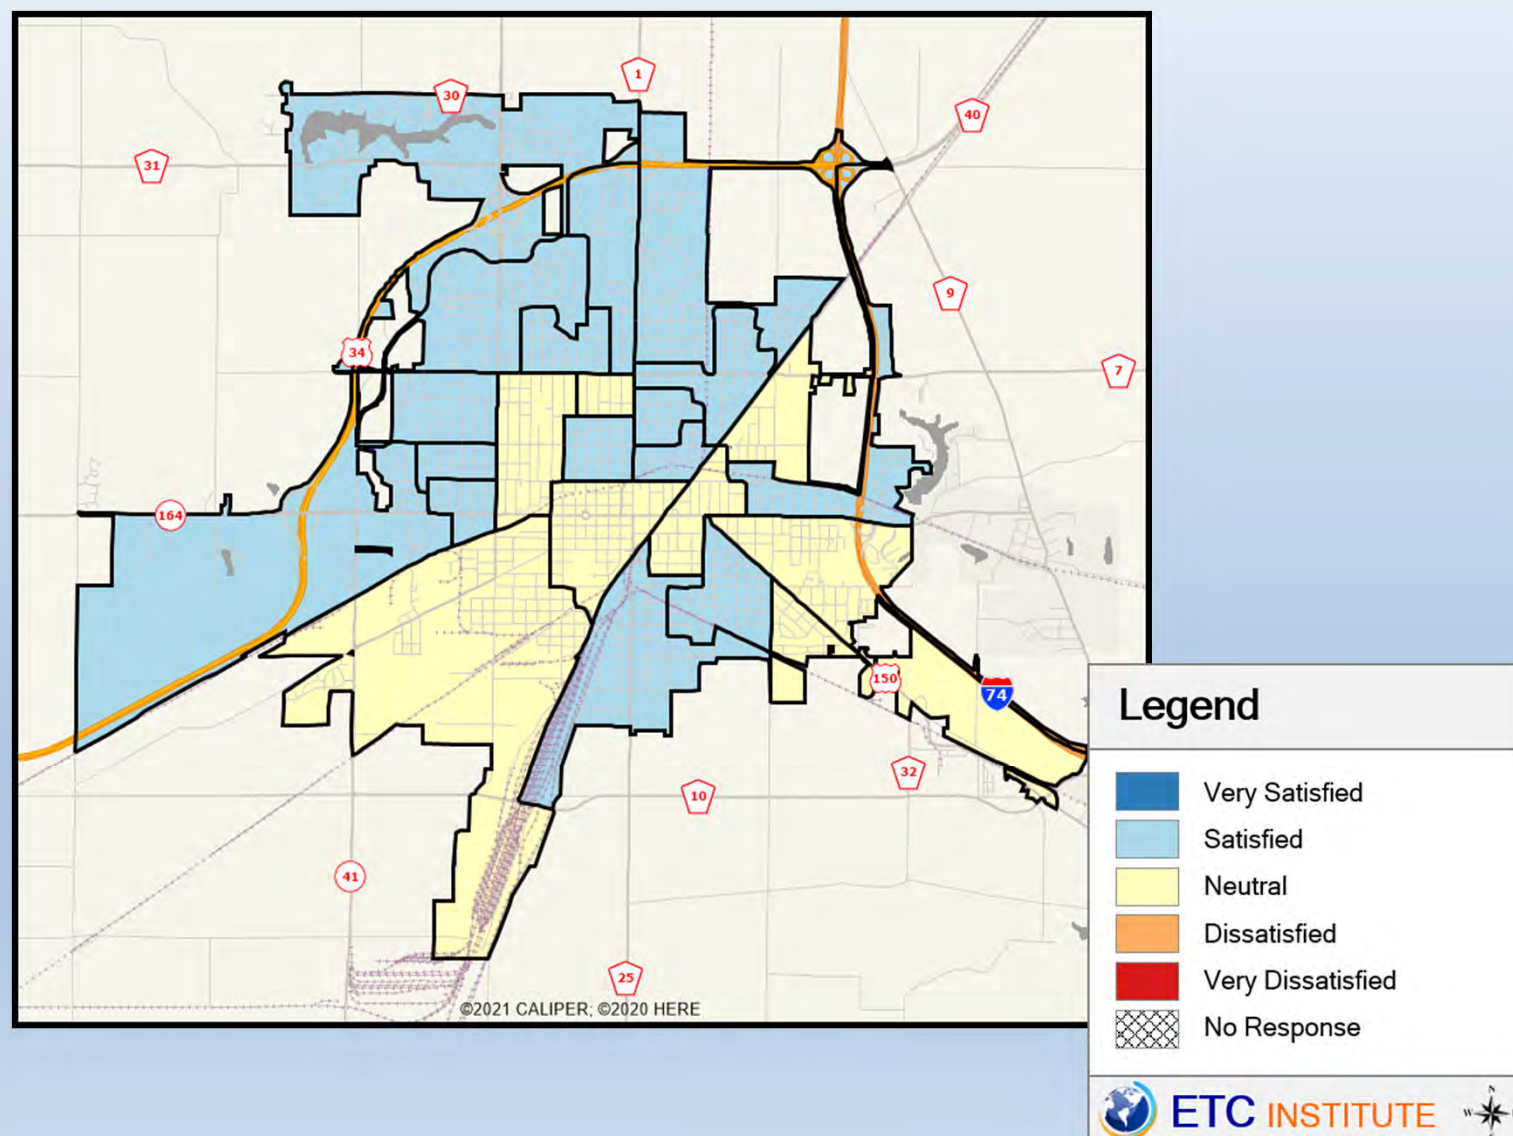 1
30
40
31
9
34
7
164
150
74
32
10
41
25
©2021 CALIPER; ©2020 HERE
Legend
Very Satisfied
Satisfied
Neutral
Dissatisfied
Very Dissatisfied
No Response
ETC INSTITUTE
N
W